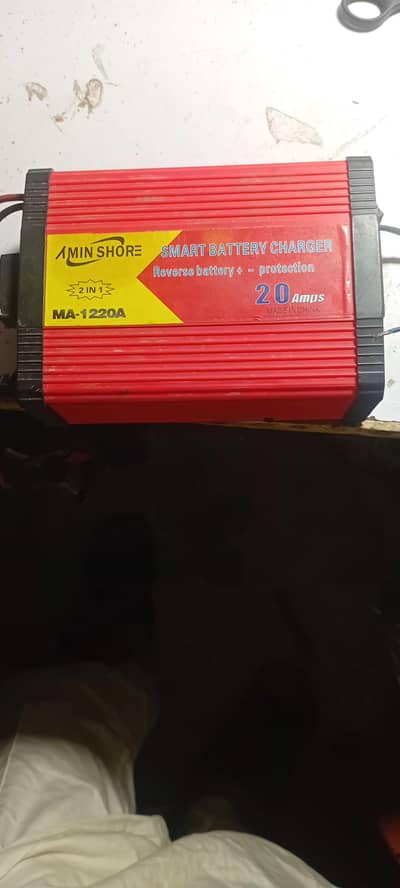 AMIN SHORE
2 IN 1
MA-1220A
SMART BATTERY CHARGER
Reverse battery + - protection
20 Amps
MADE IN CHINA